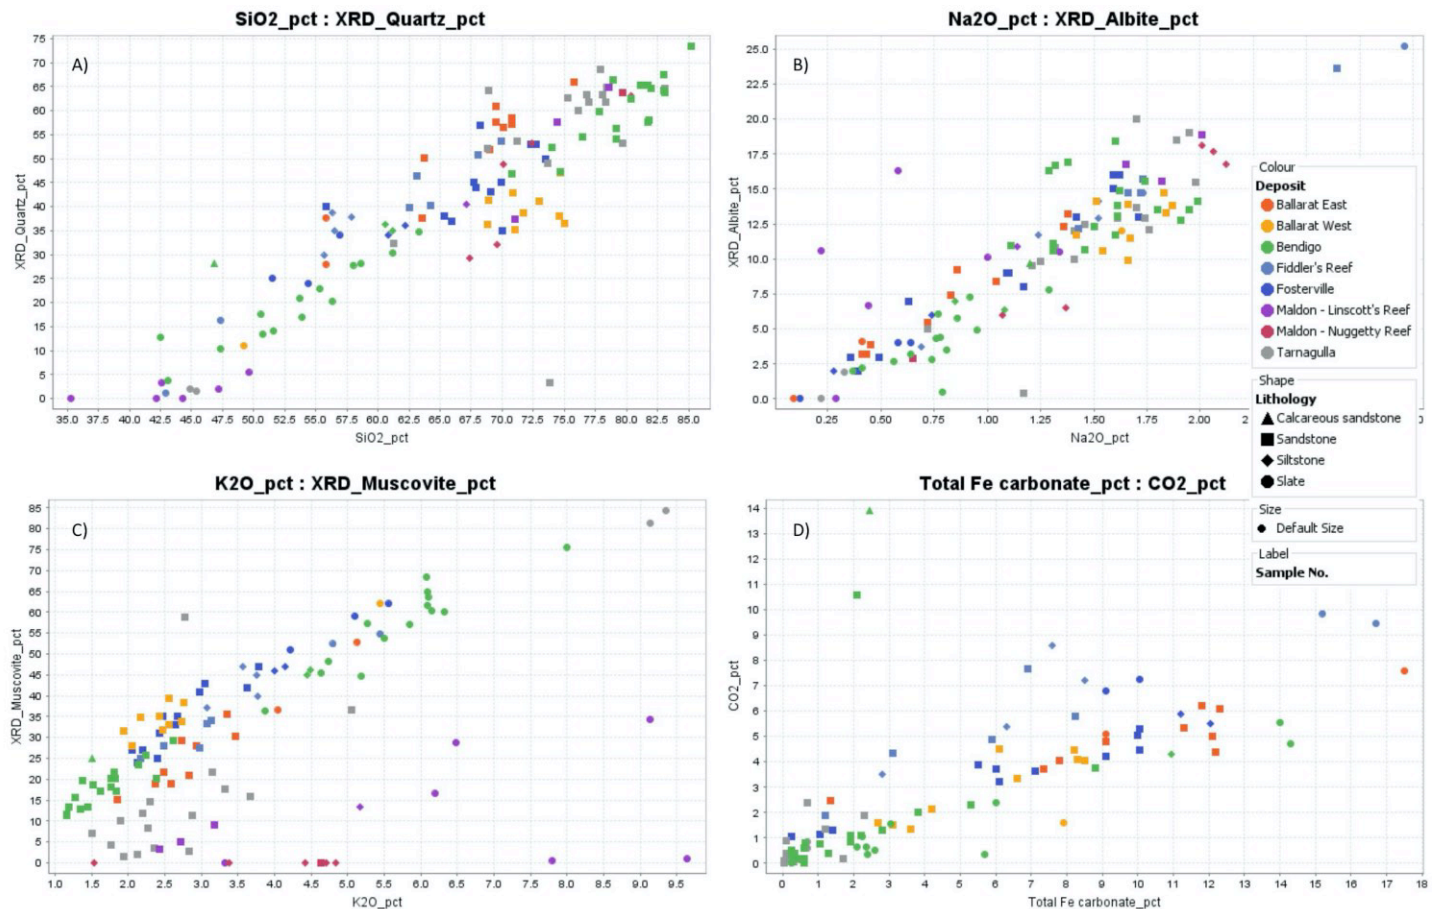 SiO2_pct : XRD_Quartz_pct
A)
XRD_Quartz_pct
75
70
65
60
55
50
45
40
35
30
25
20
15
10
5
0
35.0 40.0 42.5 45.0 47.5 50.0 52.5 55.0 57.5 60.0 62.5 65.0 67.5 70.0 72.5 75.0 77.5 80.0 82.5 85.0
SiO2_pct
Na2O_pct : XRD_Albite_pct
B)
XRD_Albite_pct
25.0
22.5
20.0
17.5
15.0
12.5
10.0
7.5
5.0
2.5
0.0
0.25 0.50 0.75 1.00 1.25 1.50 1.75 2.00
Na2O_pct
Colour
Deposit
Ballarat East
Ballarat West
Bendigo
Fiddler's Reef
Fosterville
Maldon - Linscott's Reef
Maldon - Nuggetty Reef
Tarnagulla
Shape
Lithology
Calcareous sandstone
Sandstone
Siltstone
Slate
Size
Default Size
Label
Sample No.
K2O_pct : XRD_Muscovite_pct
C)
XRD_Muscovite_pct
85
80
75
70
65
60
55
50
45
40
35
30
25
20
15
10
5
0
1.0 1.5 2.0 2.5 3.0 3.5 4.0 4.5 5.0 5.5 6.0 6.5 7.0 7.5 8.0 8.5 9.0 9.5
K2O_pct
Total Fe carbonate_pct : CO2_pct
D)
CO2_pct
14
13
12
11
10
9
8
7
6
5
4
3
2
1
0
0 1 2 3 4 5 6 7 8 9 10 11 12 13 14 15 16 17 18
Total Fe carbonate_pct